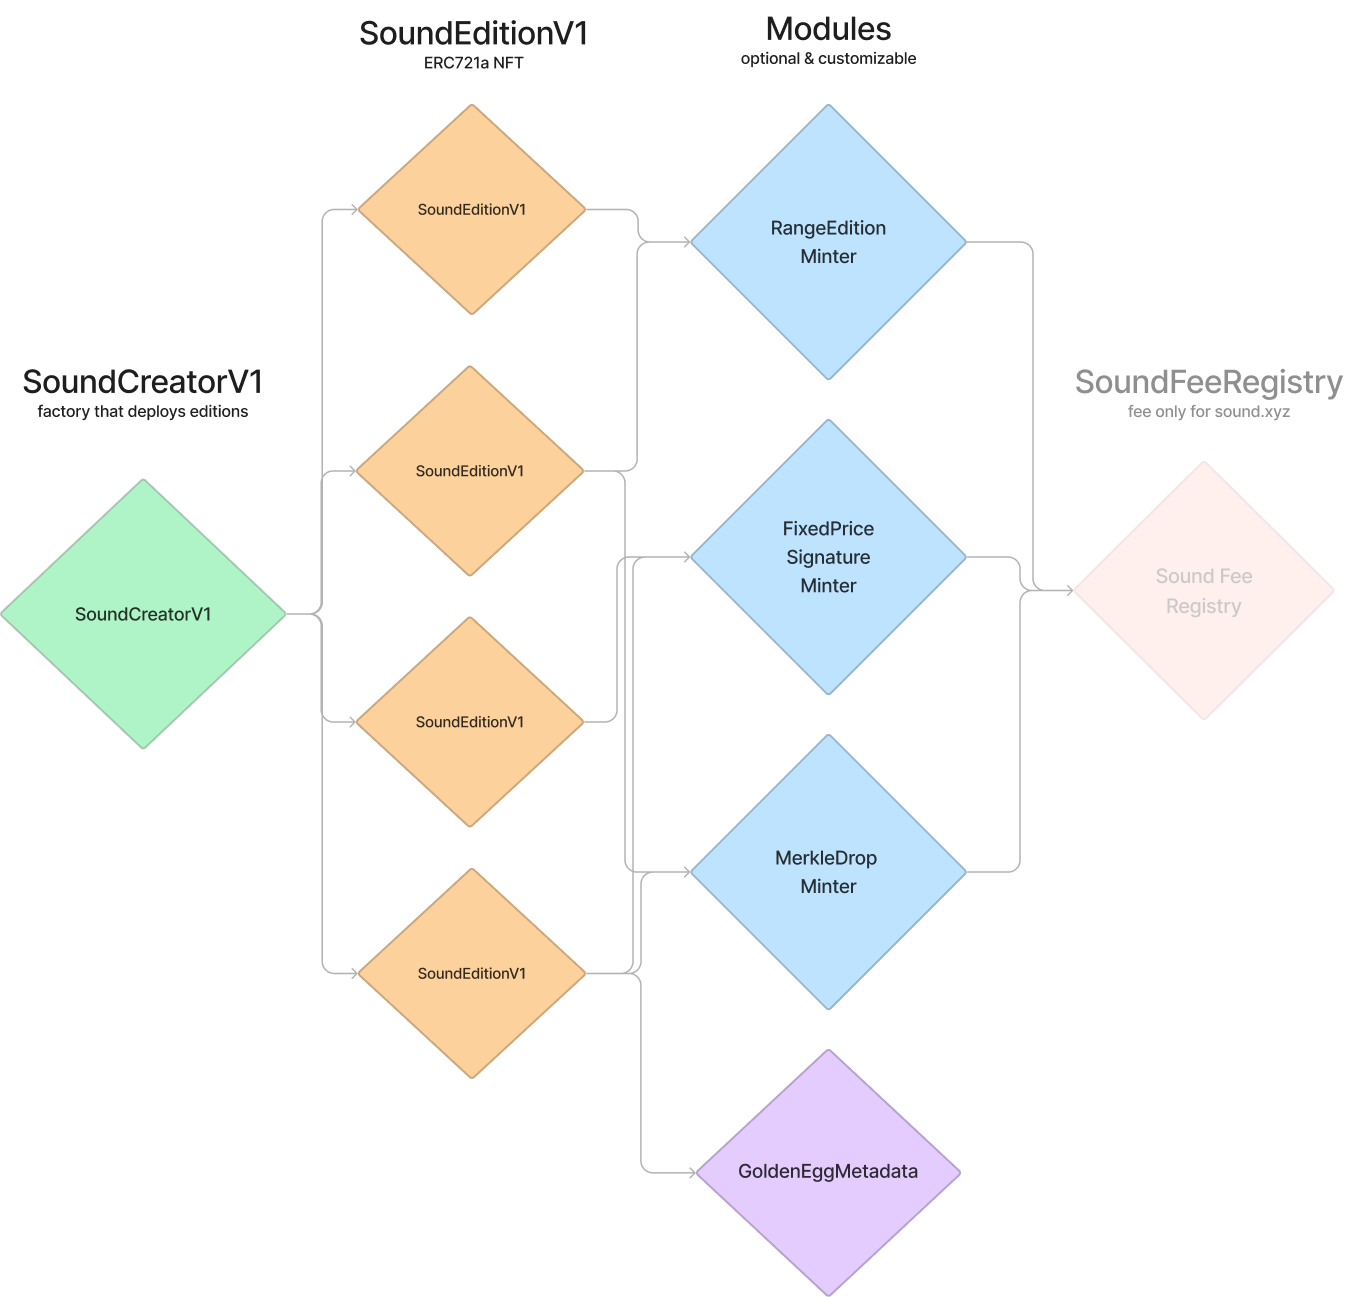 SoundEditionV1
ERC721a NFT
Modules
optional & customizable
SoundCreatorV1
factory that deploys editions
SoundFeeRegistry
fee only for sound.xyz
SoundCreatorV1
SoundEditionV1
SoundEditionV1
SoundEditionV1
SoundEditionV1
RangeEdition
Minter
FixedPrice
Signature
Minter
MerkleDrop
Minter
GoldenEggMetadata
Sound Fee
Registry